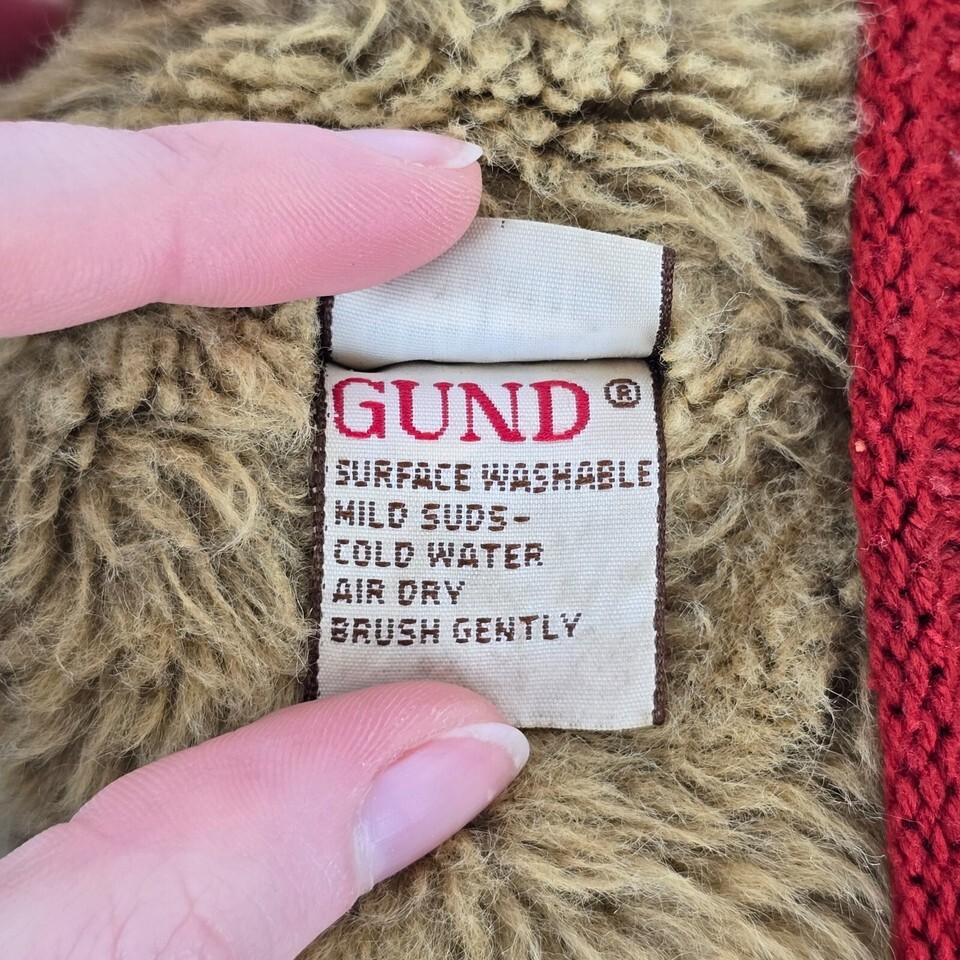 GUND®
SURFACE WASHABLE
MILD SUDS-
COLD WATER
AIR DRY
BRUSH GENTLY